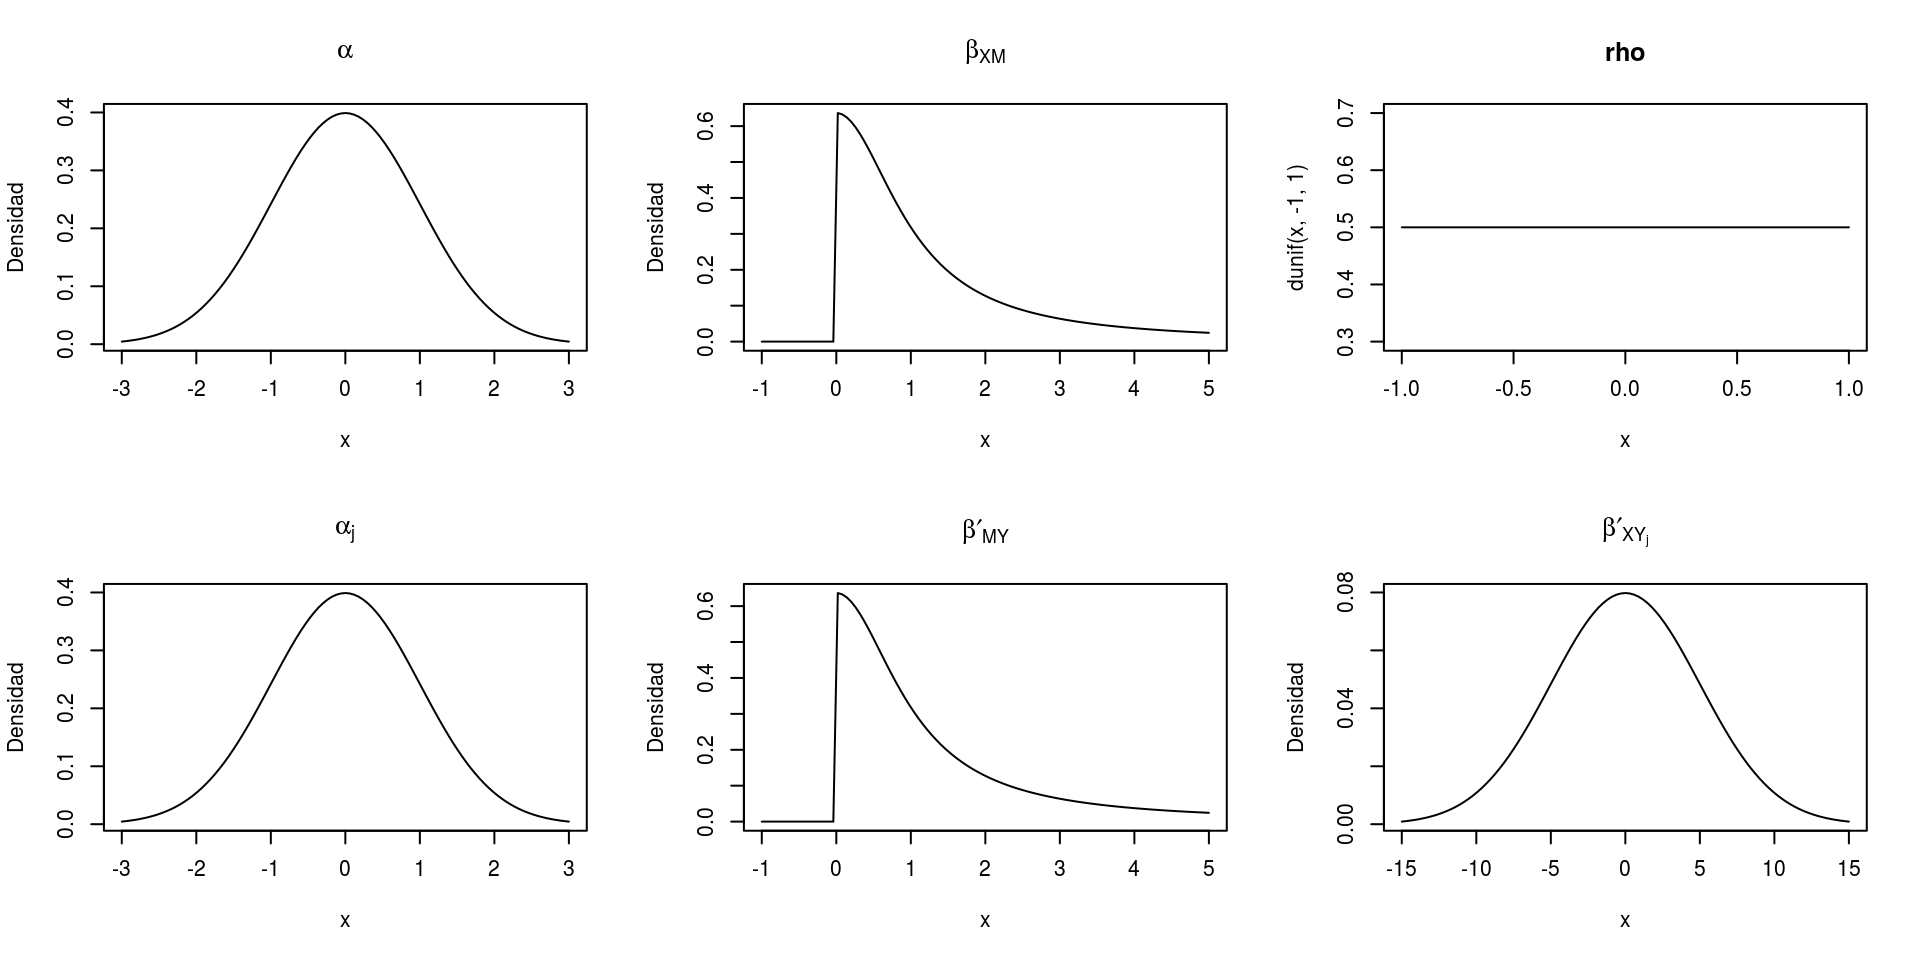 α
Densidad
0.0 0.1 0.2 0.3 0.4
-3 -2 -1 0 1 2 3
x
βXM
Densidad
0.0 0.2 0.4 0.6
-1 0 1 2 3 4 5
x
rho
dunif(x, -1, 1)
0.3 0.4 0.5 0.6 0.7
-1.0 -0.5 0.0 0.5 1.0
x
αj
Densidad
0.0 0.1 0.2 0.3 0.4
-3 -2 -1 0 1 2 3
x
β′MY
Densidad
0.0 0.2 0.4 0.6
-1 0 1 2 3 4 5
x
β′XYj
Densidad
0.00 0.04 0.08
-15 -10 -5 0 5 10 15
x